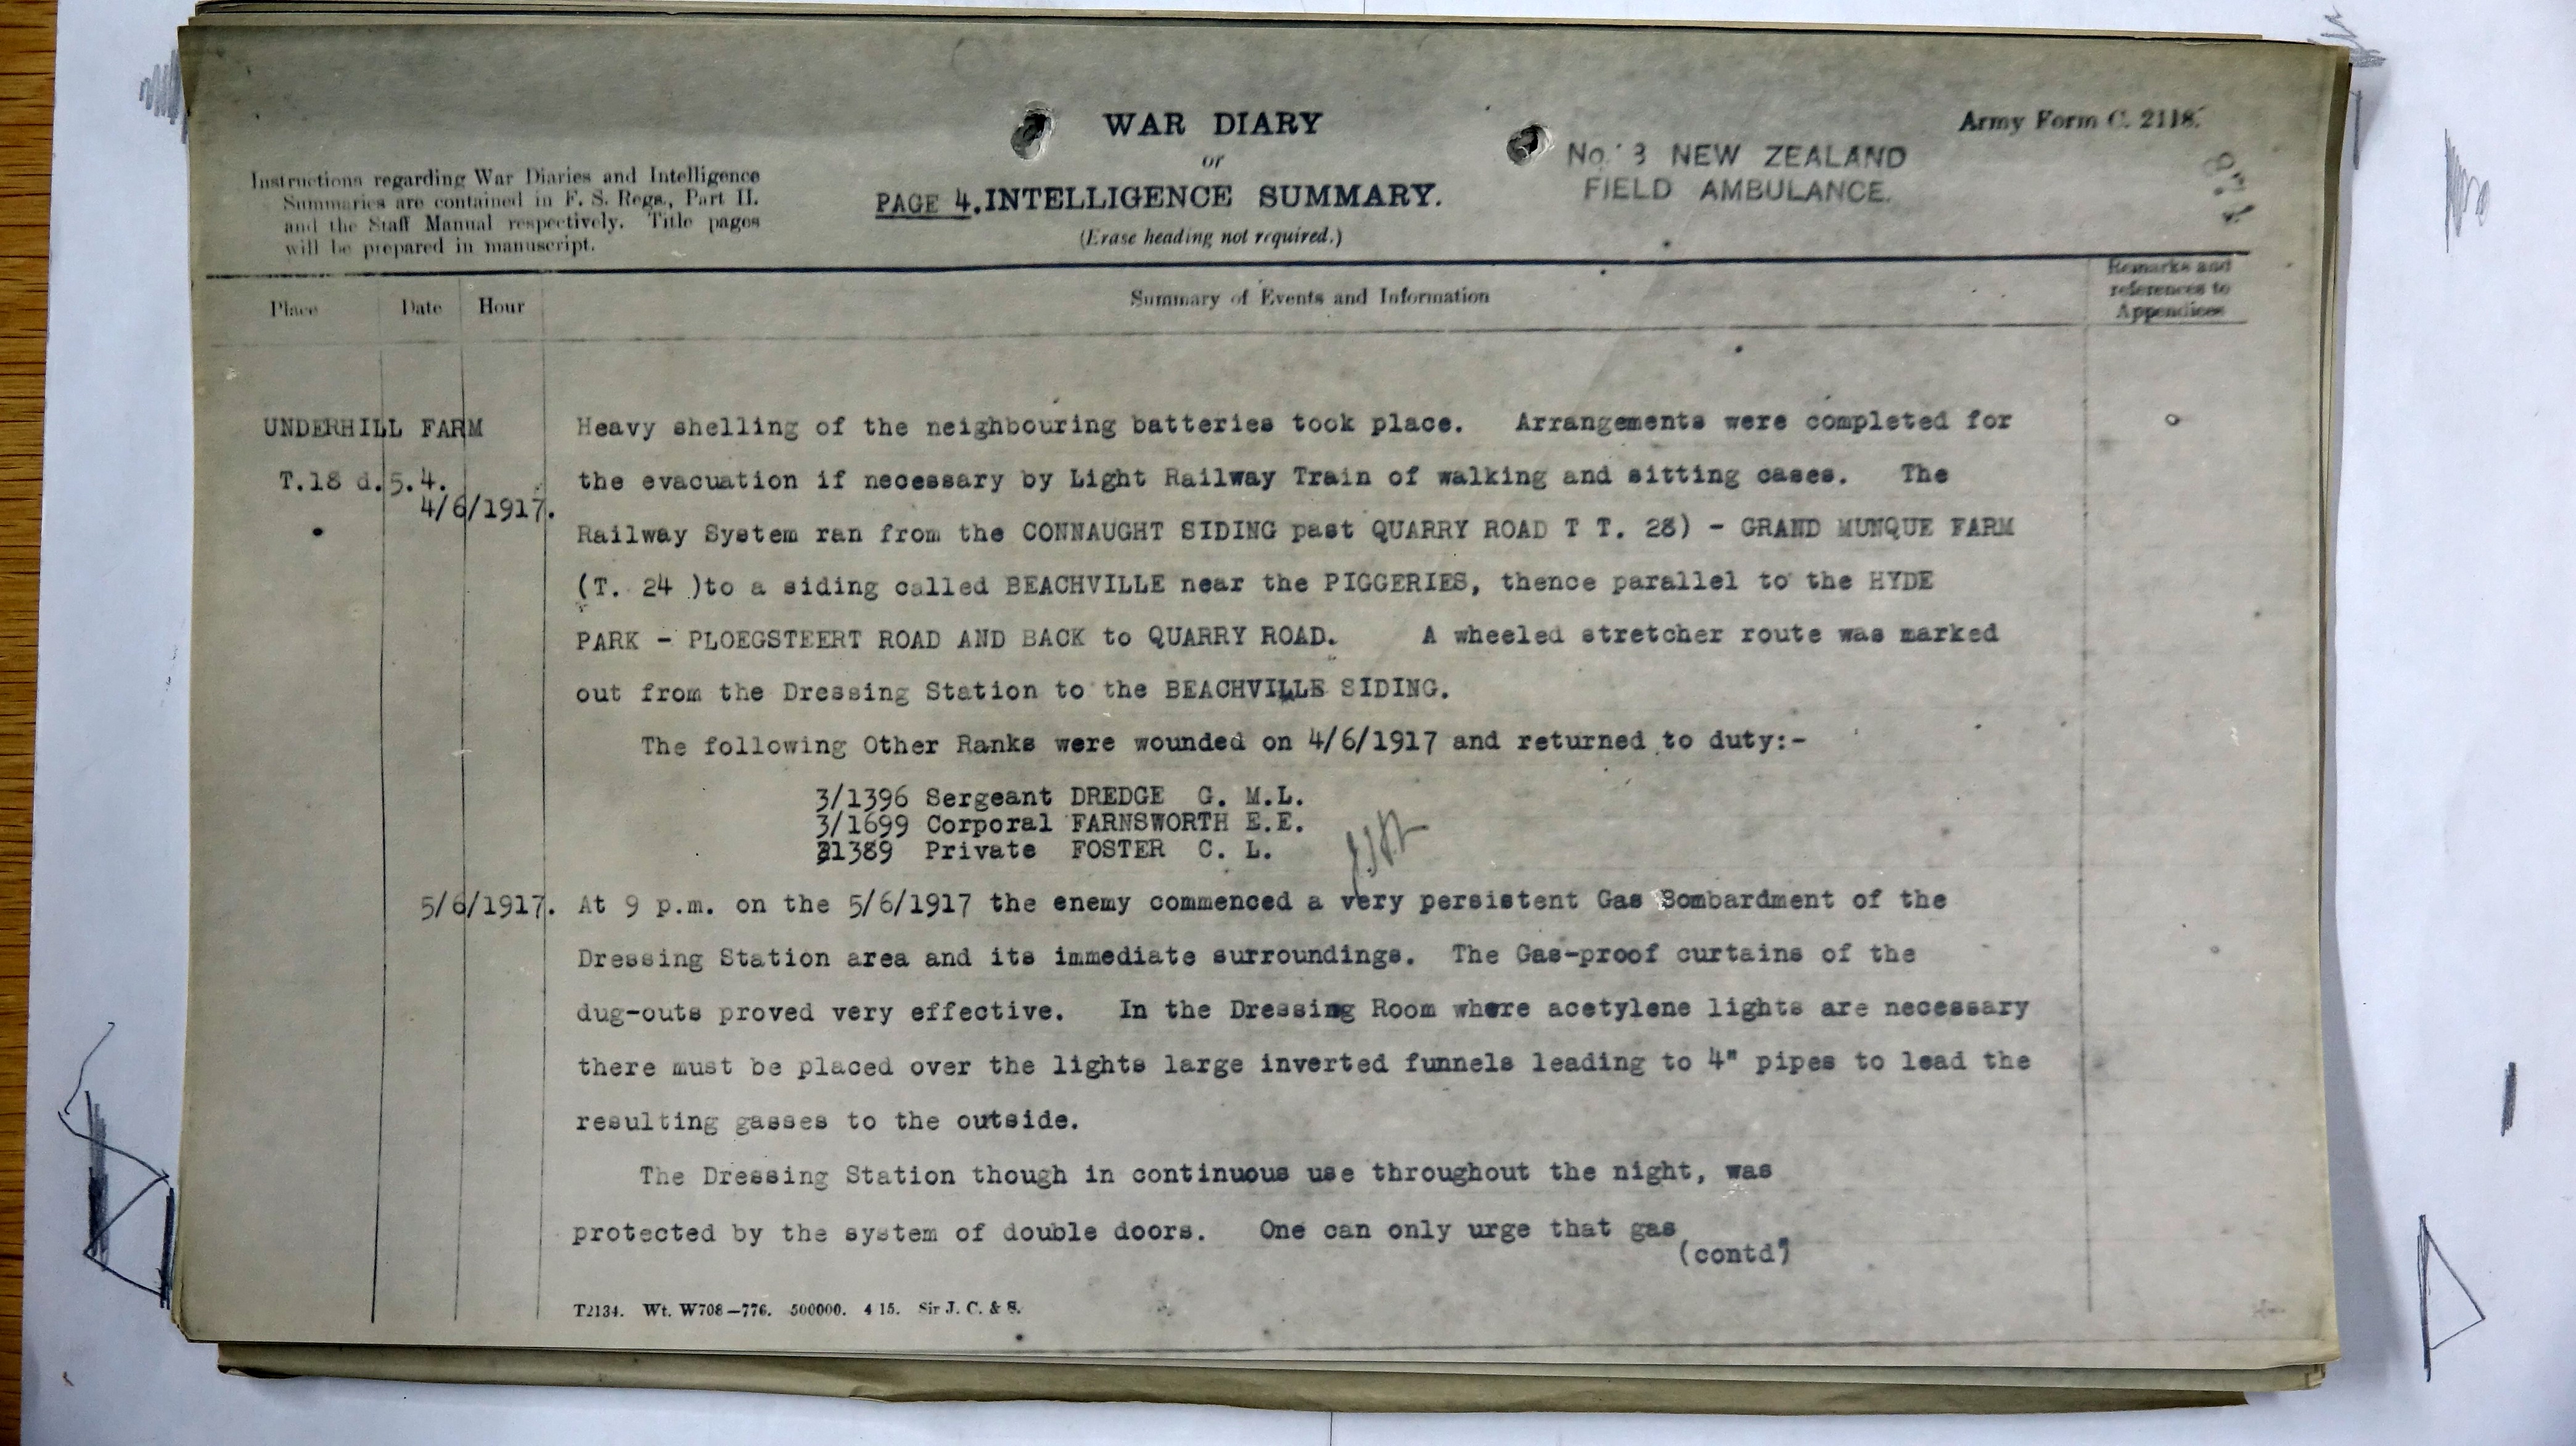 Army Form C. 2118.
WAR DIARY
or
PAGE 4. INTELLIGENCE SUMMARY.
(Erase heading not required.)
No. 3 NEW ZEALAND
FIELD AMBULANCE.
Instructions regarding War Diaries and Intelligence
Summaries are contained in F. S. Regs., Part II.
and the Staff Manual respectively. Title pages
will be prepared in manuscript.
Place Date Hour Summary of Events and Information
Remarks and
references to
Appendices
UNDERHILL FARM Heavy shelling of the neighbouring batteries took place. Arrangements were completed for
T.18 d.5.4. the evacuation if necessary by Light Railway Train of walking and sitting cases. The
4/6/1917.
Railway System ran from the CONNAUGHT SIDING past QUARRY ROAD T T. 28) - GRAND MUNQUE FARM
(T. 24 )to a siding called BEACHVILLE near the PIGGERIES, thence parallel to the HYDE
PARK - PLOEGSTEERT ROAD AND BACK to QUARRY ROAD. A wheeled stretcher route was marked
out from the Dressing Station to the BEACHVILLE SIDING.
The following Other Ranks were wounded on 4/6/1917 and returned to duty:-
3/1396 Sergeant DREDGE G. M.L.
3/1699 Corporal FARNSWORTH E.E.
31389 Private FOSTER C. L.
5/6/1917. At 9 p.m. on the 5/6/1917 the enemy commenced a very persistent Gas Bombardment of the
Dressing Station area and its immediate surroundings. The Gas-proof curtains of the
dug-outs proved very effective. In the Dressing Room where acetylene lights are necessary
there must be placed over the lights large inverted funnels leading to 4" pipes to lead the
resulting gasses to the outside.
The Dressing Station though in continuous use throughout the night, was
protected by the system of double doors. One can only urge that gas
(contd)
T2134. Wt. W708—776. 500000. 4 15. Sir J. C. & S.